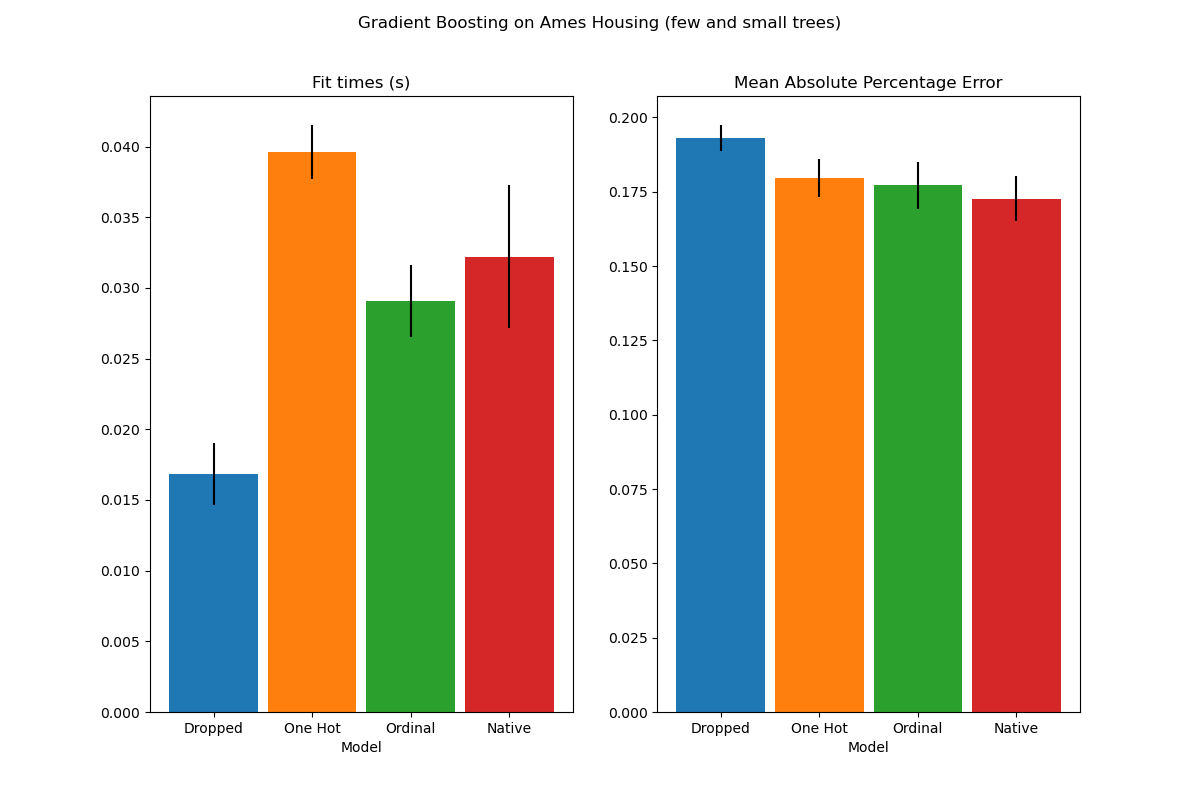 Gradient Boosting on Ames Housing (few and small trees)
Fit times (s)
0.040
0.035
0.030
0.025
0.020
0.015
0.010
0.005
0.000
Dropped One Hot Ordinal Native
Model
Mean Absolute Percentage Error
0.200
0.175
0.150
0.125
0.100
0.075
0.050
0.025
0.000
Dropped One Hot Ordinal Native
Model